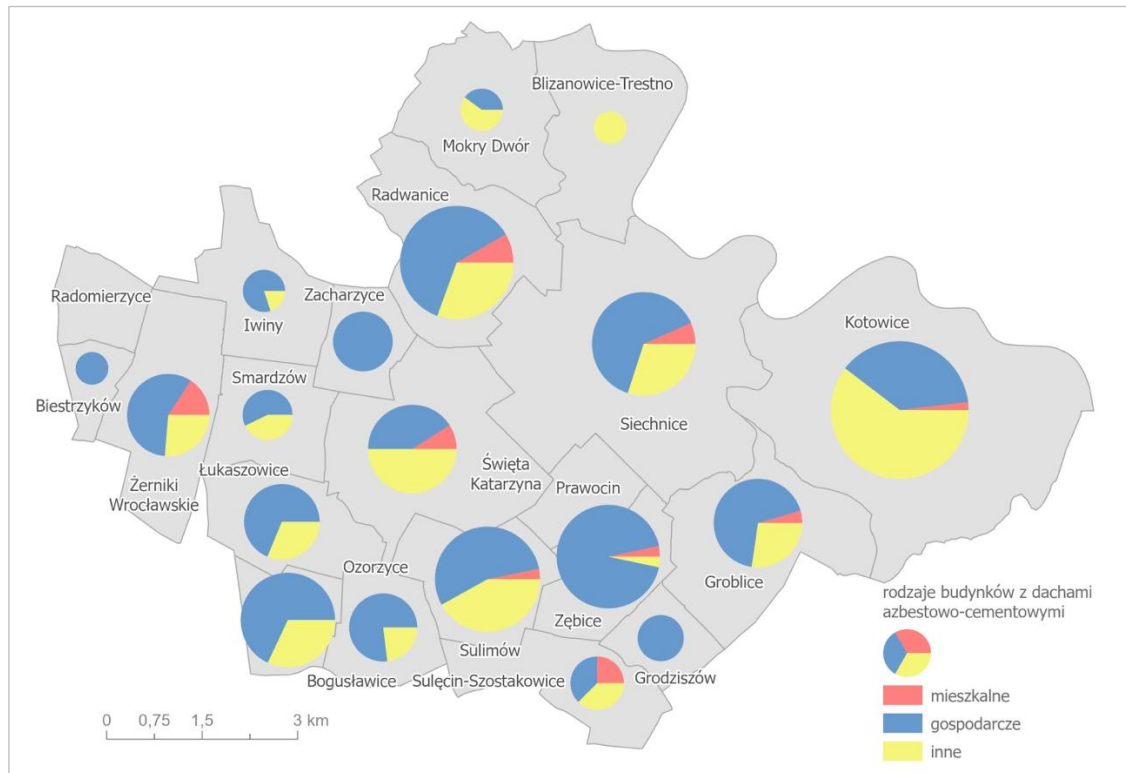 Blizanowice-Trestno
Mokry Dwór
Radwanice
Radomierzyce
Zacharzyce
Iwiny
Kotowice
Smardzów
Biestrzyków
Siechnice
Łukaszowice
Żerniki
Wrocławskie
Święta
Katarzyna
Prawocin
Ozorzyce
Groblice
Zębice
Sulimów
Bogusławice
Sulęcin-Szostakowice
Grodziszów
rodzaje budynków z dachami
azbestowo-cementowymi
mieszkalne
gospodarcze
inne
0 0,75 1,5 3 km